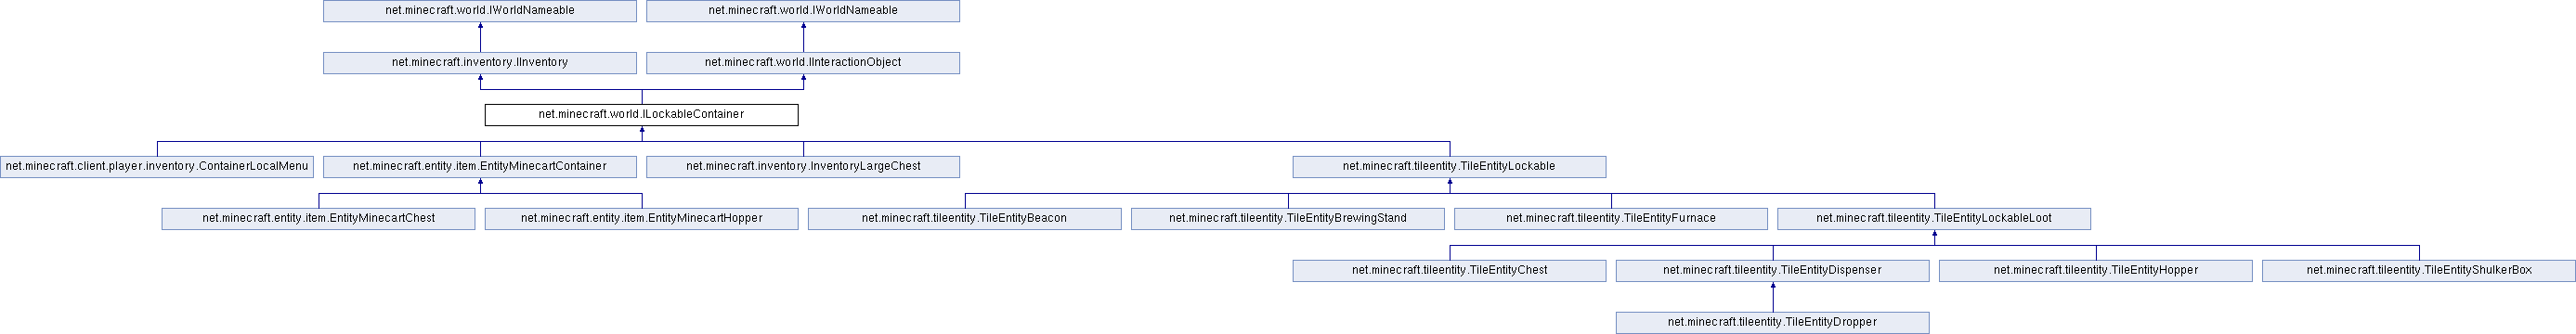 net.minecraft.world.IWorldNameable
net.minecraft.world.IWorldNameable
net.minecraft.inventory.IInventory
net.minecraft.world.IInteractionObject
net.minecraft.world.ILockableContainer
net.minecraft.client.player.inventory.ContainerLocalMenu
net.minecraft.entity.item.EntityMinecartContainer
net.minecraft.inventory.InventoryLargeChest
net.minecraft.tileentity.TileEntityLockable
net.minecraft.entity.item.EntityMinecartChest
net.minecraft.entity.item.EntityMinecartHopper
net.minecraft.tileentity.TileEntityBeacon
net.minecraft.tileentity.TileEntityBrewingStand
net.minecraft.tileentity.TileEntityFurnace
net.minecraft.tileentity.TileEntityLockableLoot
net.minecraft.tileentity.TileEntityChest
net.minecraft.tileentity.TileEntityDispenser
net.minecraft.tileentity.TileEntityHopper
net.minecraft.tileentity.TileEntityShulkerBox
net.minecraft.tileentity.TileEntityDropper